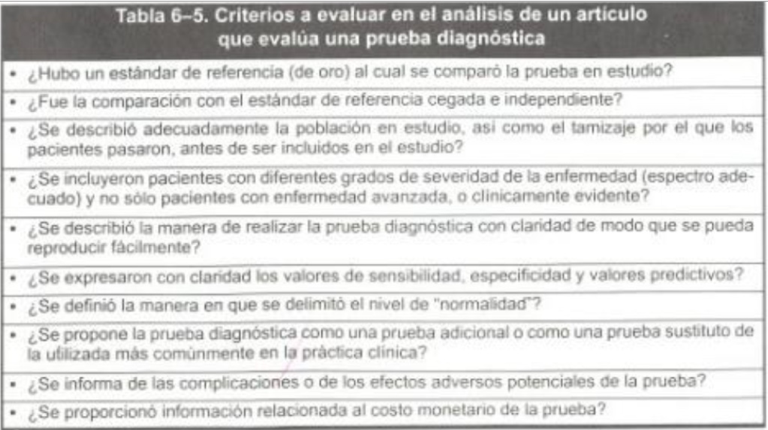 Tabla 6–5. Criterios a evaluar en el análisis de un artículo
que evalúa una prueba diagnóstica
• ¿Hubo un estándar de referencia (de oro) al cual se comparó la prueba en estudio?
• ¿Fue la comparación con el estándar de referencia cegada e independiente?
• ¿Se describió adecuadamente la población en estudio, así como el tamizaje por el que los
pacientes pasaron, antes de ser incluidos en el estudio?
• ¿Se incluyeron pacientes con diferentes grados de severidad de la enfermedad (espectro ade-
cuado) y no sólo pacientes con enfermedad avanzada, o clínicamente evidente?
• ¿Se describió la manera de realizar la prueba diagnóstica con claridad de modo que se pueda
reproducir fácilmente?
• ¿Se expresaron con claridad los valores de sensibilidad, especificidad y valores predictivos?
• ¿Se definió la manera en que se delimitó el nivel de "normalidad"?
• ¿Se propone la prueba diagnóstica como una prueba adicional o como una prueba sustituto de
la utilizada más comúnmente en la práctica clínica?
• ¿Se informa de las complicaciones o de los efectos adversos potenciales de la prueba?
• ¿Se proporcionó información relacionada al costo monetario de la prueba?